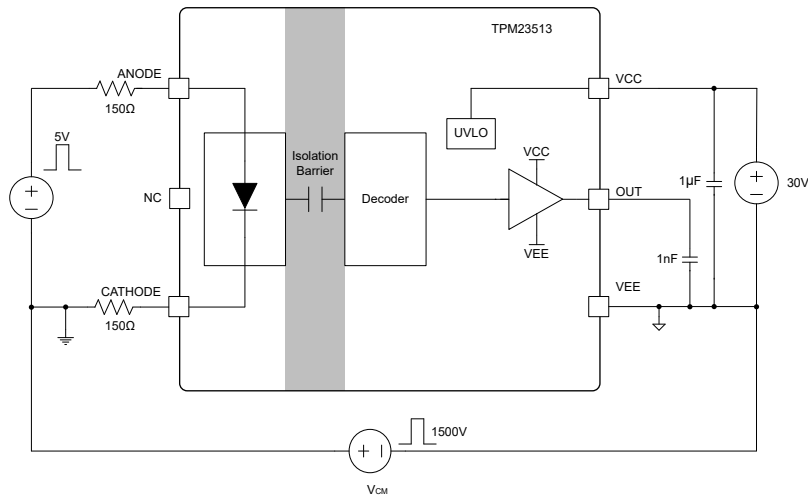 TPM23513
ANODE
150Ω
VCC
5V
UVLO
Isolation
Barrier
VCC
1µF
30V
NC
Decoder
OUT
VEE
1nF
CATHODE
150Ω
VEE
1500V
VCM